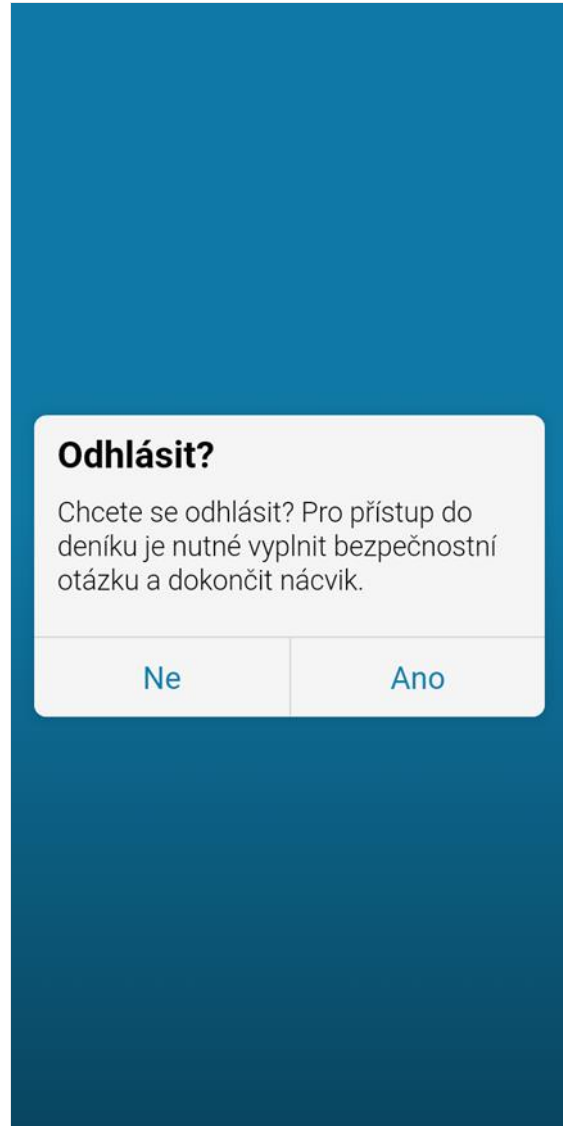 Odhlásit?
Chcete se odhlásit? Pro přístup do
deníku je nutné vyplnit bezpečnostní
otázku a dokončit nácvik.
Ne
Ano